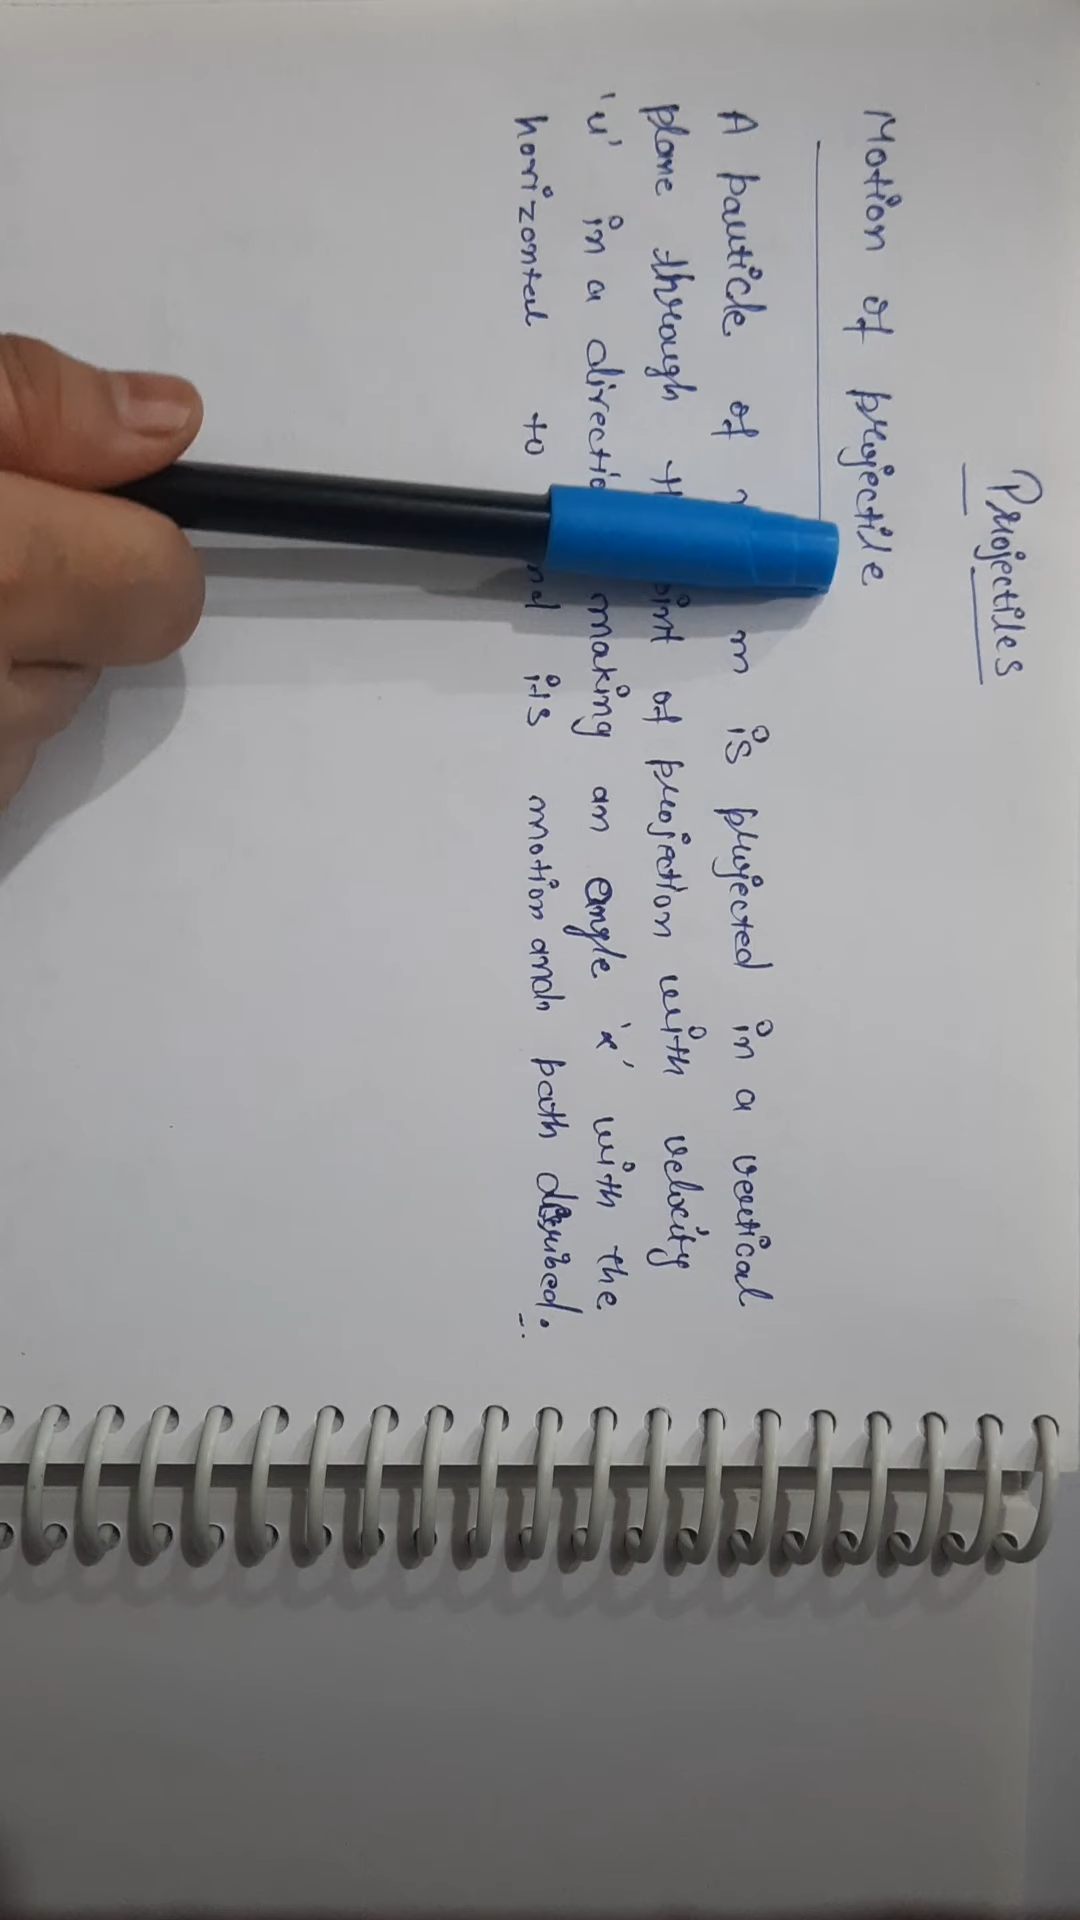 Projectiles
Motion of projectile
A particle of m is projected in a vertical
plane through point of projection with velocity
'u' in a direction making an angle 'α' with the
horizontal to its motion and path described.